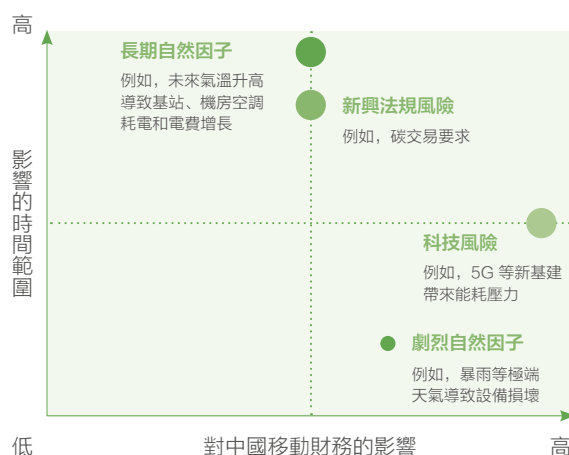 高
長期自然因子
例如，未來氣溫升高
導致基站、機房空調
耗電和電費增長
新興法規風險
例如，碳交易要求
影響的時間範圍
科技風險
例如，5G 等新基建
帶來能耗壓力
劇烈自然因子
例如，暴雨等極端
天氣導致設備損壞
低
對中國移動財務的影響
高